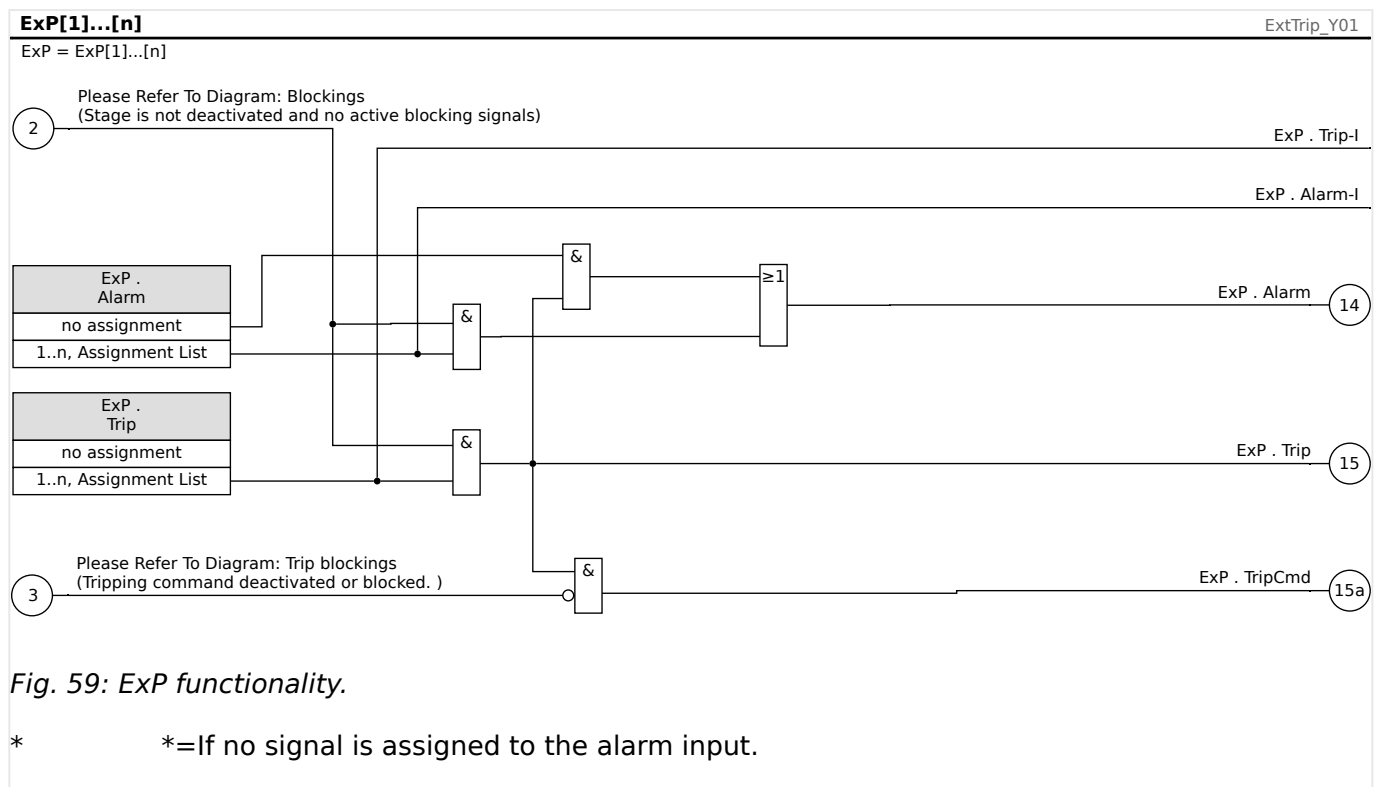 ExP[1]...[n]
ExtTrip_Y01
ExP = ExP[1]...[n]
Please Refer To Diagram: Blockings
(Stage is not deactivated and no active blocking signals)
2
ExP . Trip-I
ExP . Alarm-I
&
≥1
ExP .
Alarm
ExP . Alarm
14
no assignment
&
1..n, Assignment List
ExP .
Trip
&
no assignment
ExP . Trip
15
1..n, Assignment List
Please Refer To Diagram: Trip blockings
(Tripping command deactivated or blocked. )
3
&
ExP . TripCmd
15a
Fig. 59: ExP functionality.
* *=If no signal is assigned to the alarm input.